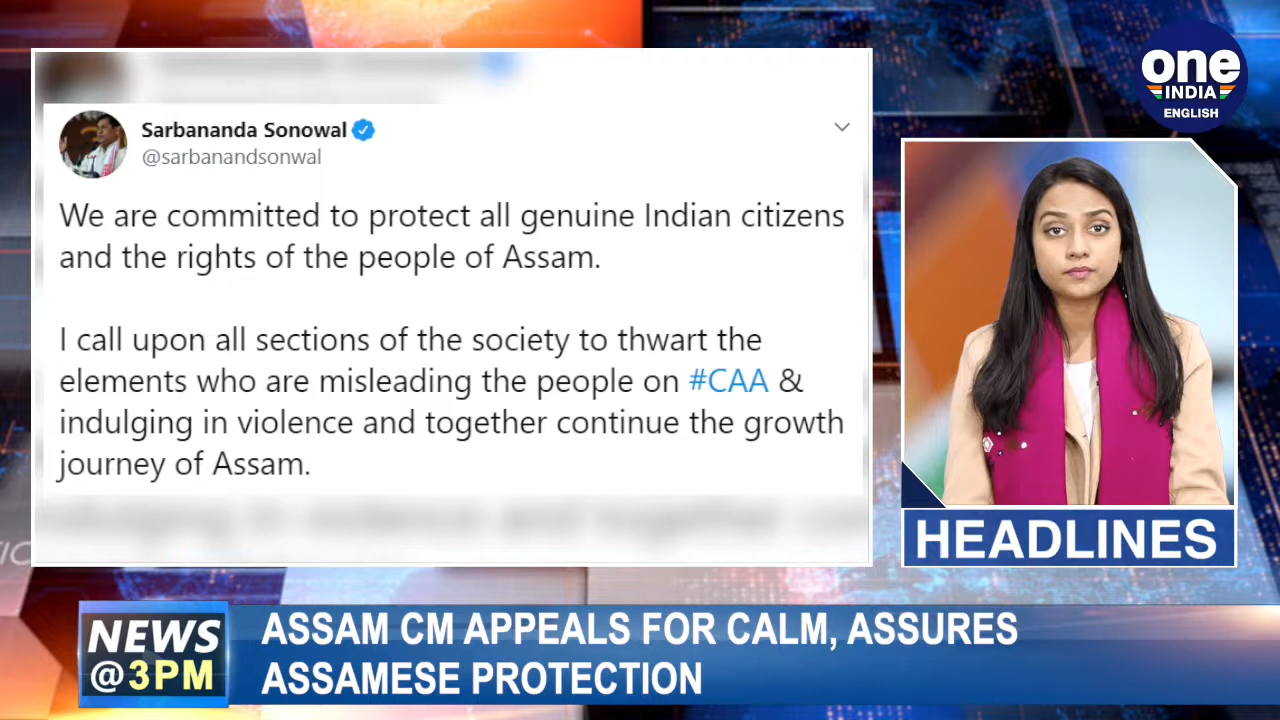 Sarbananda Sonowal
@sarbanandsonwal
We are committed to protect all genuine Indian citizens
and the rights of the people of Assam.
I call upon all sections of the society to thwart the
elements who are misleading the people on #CAA &
indulging in violence and together continue the growth
journey of Assam.
one
INDIA
ENGLISH
HEADLINES
NEWS
@3PM
ASSAM CM APPEALS FOR CALM, ASSURES
ASSAMESE PROTECTION